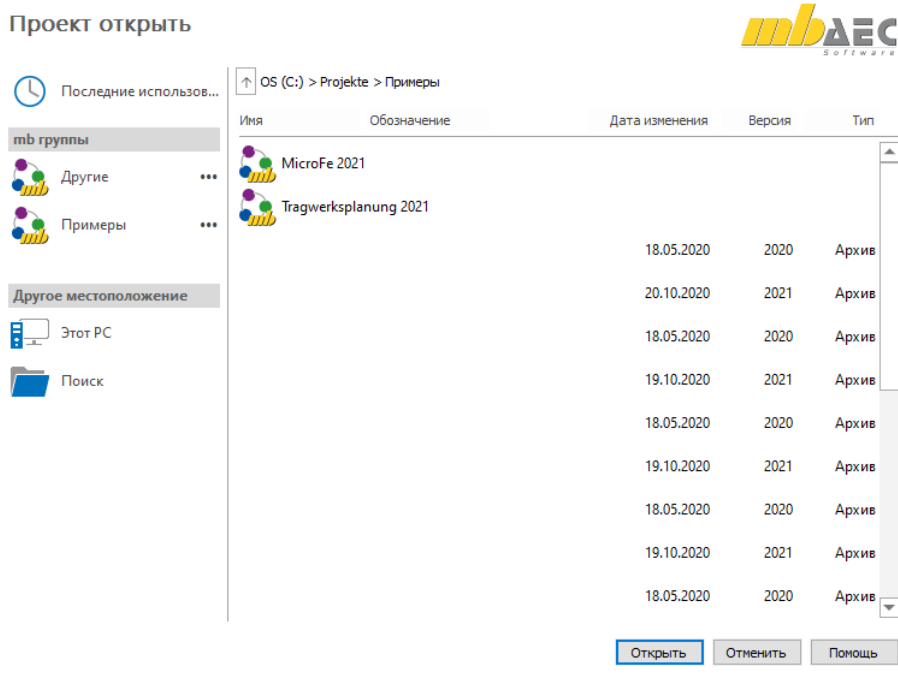 Проект открыть
mb AEC
Software
Последние использов...
OS (C:) > Projekte > Примеры
Имя Обозначение Дата изменения Версия Тип
mb группы
MicroFe 2021
Другие
Tragwerksplanung 2021
Примеры
18.05.2020 2020 Архив
Другое местоположение
20.10.2020 2021 Архив
Этот PC
18.05.2020 2020 Архив
Поиск
19.10.2020 2021 Архив
18.05.2020 2020 Архив
19.10.2020 2021 Архив
18.05.2020 2020 Архив
19.10.2020 2021 Архив
18.05.2020 2020 Архив
Открыть Отменить Помощь